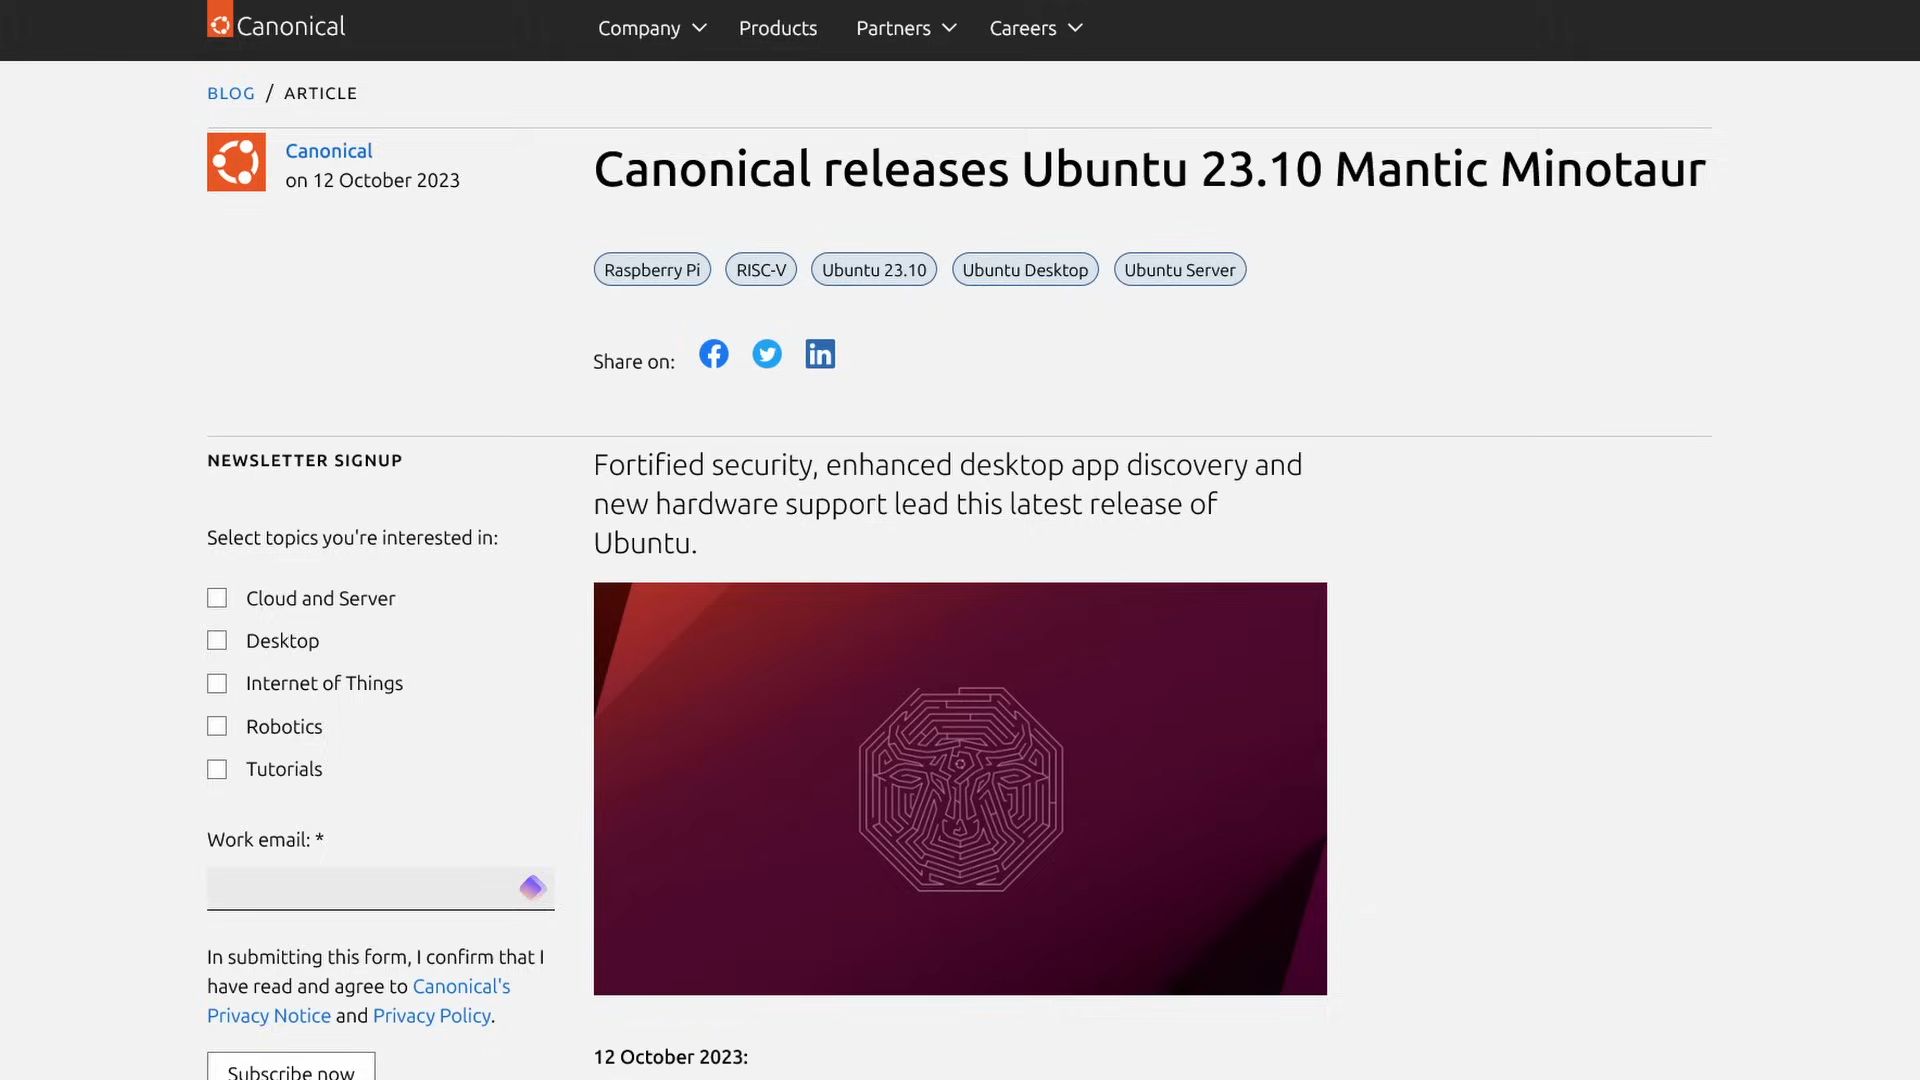 Canonical
Company
Products
Partners
Careers
BLOG / ARTICLE
Canonical
on 12 October 2023
Canonical releases Ubuntu 23.10 Mantic Minotaur
Raspberry Pi
RISC-V
Ubuntu 23.10
Ubuntu Desktop
Ubuntu Server
Share on:
NEWSLETTER SIGNUP
Select topics you're interested in:
Cloud and Server
Desktop
Internet of Things
Robotics
Tutorials
Work email: *
In submitting this form, I confirm that I
have read and agree to Canonical's
Privacy Notice and Privacy Policy.
Subscribe now
Fortified security, enhanced desktop app discovery and
new hardware support lead this latest release of
Ubuntu.
12 October 2023: